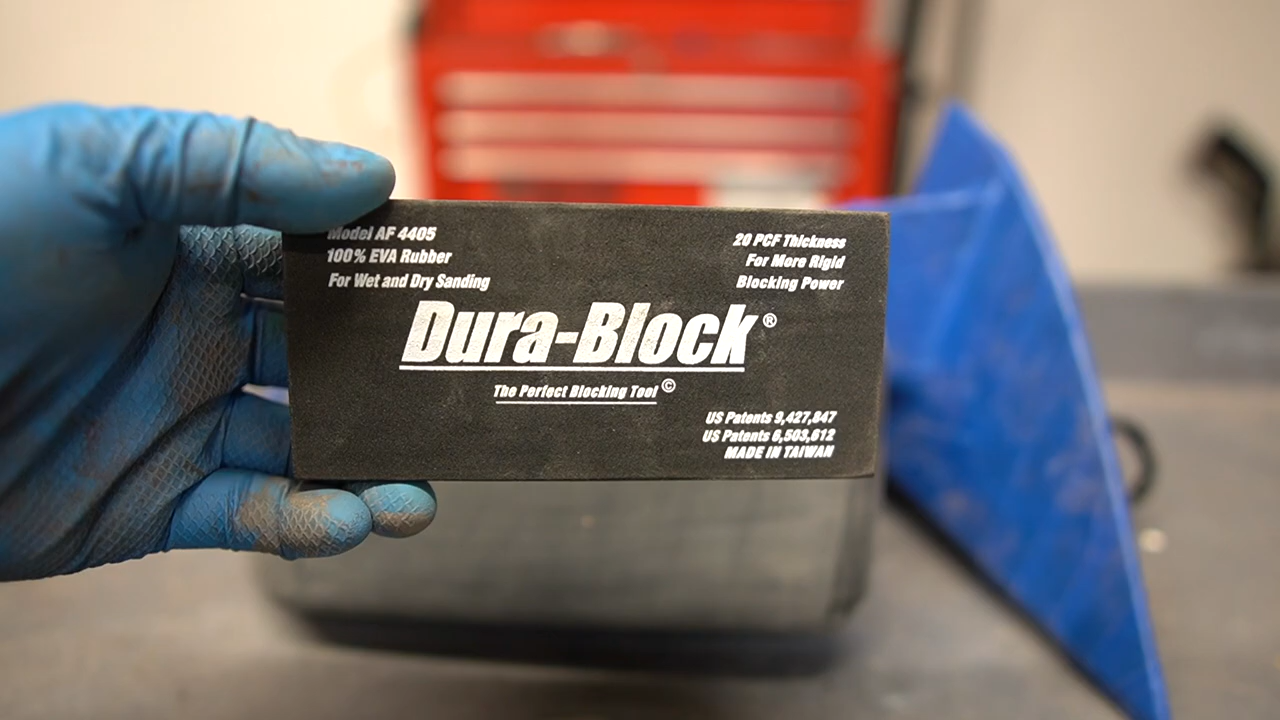 Model AF 4405
100% EVA Rubber
For Wet and Dry Sanding
20 PCF Thickness
For More Rigid
Blocking Power
Dura-Block®
The Perfect Blocking Tool©
US Patents 9,427,847
US Patents 6,503,612
MADE IN TAIWAN